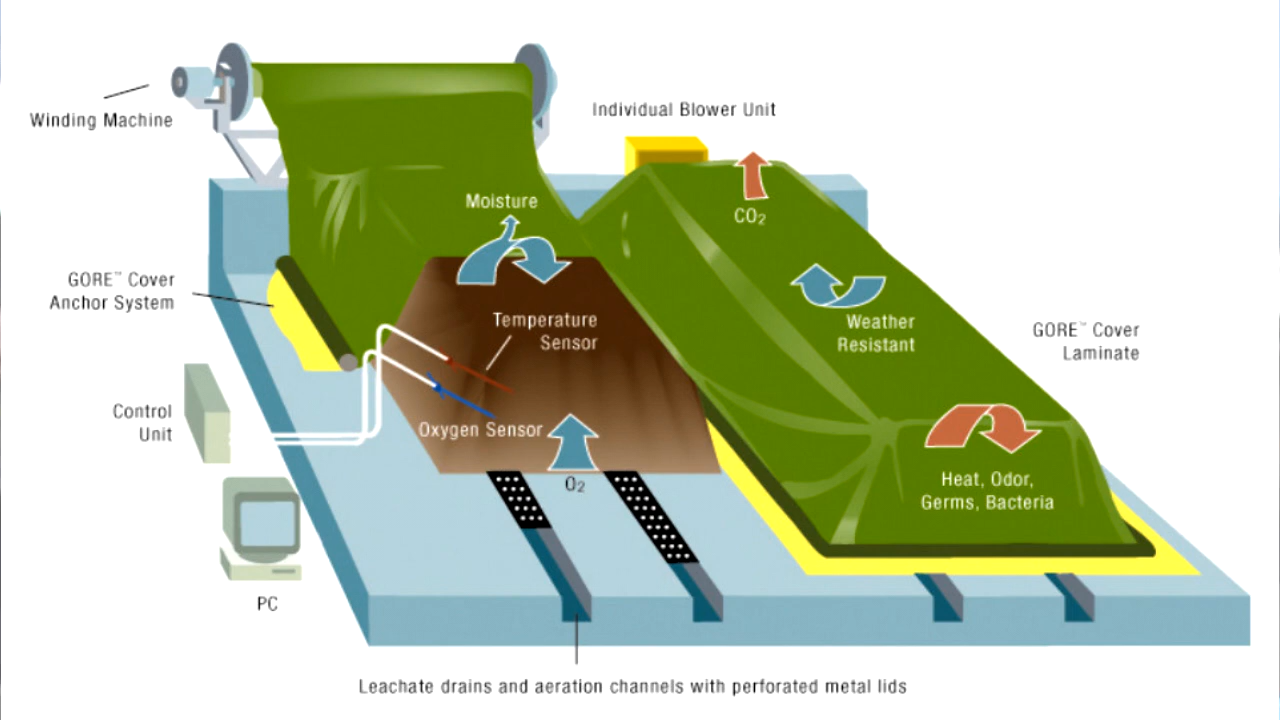 Individual Blower Unit
Winding Machine
Moisture
CO₂
GORE™ Cover
Anchor System
Temperature
Sensor
Weather
Resistant
GORE™ Cover
Laminate
Control
Unit
Oxygen Sensor
O₂
Heat, Odor,
Germs, Bacteria
PC
Leachate drains and aeration channels with perforated metal lids